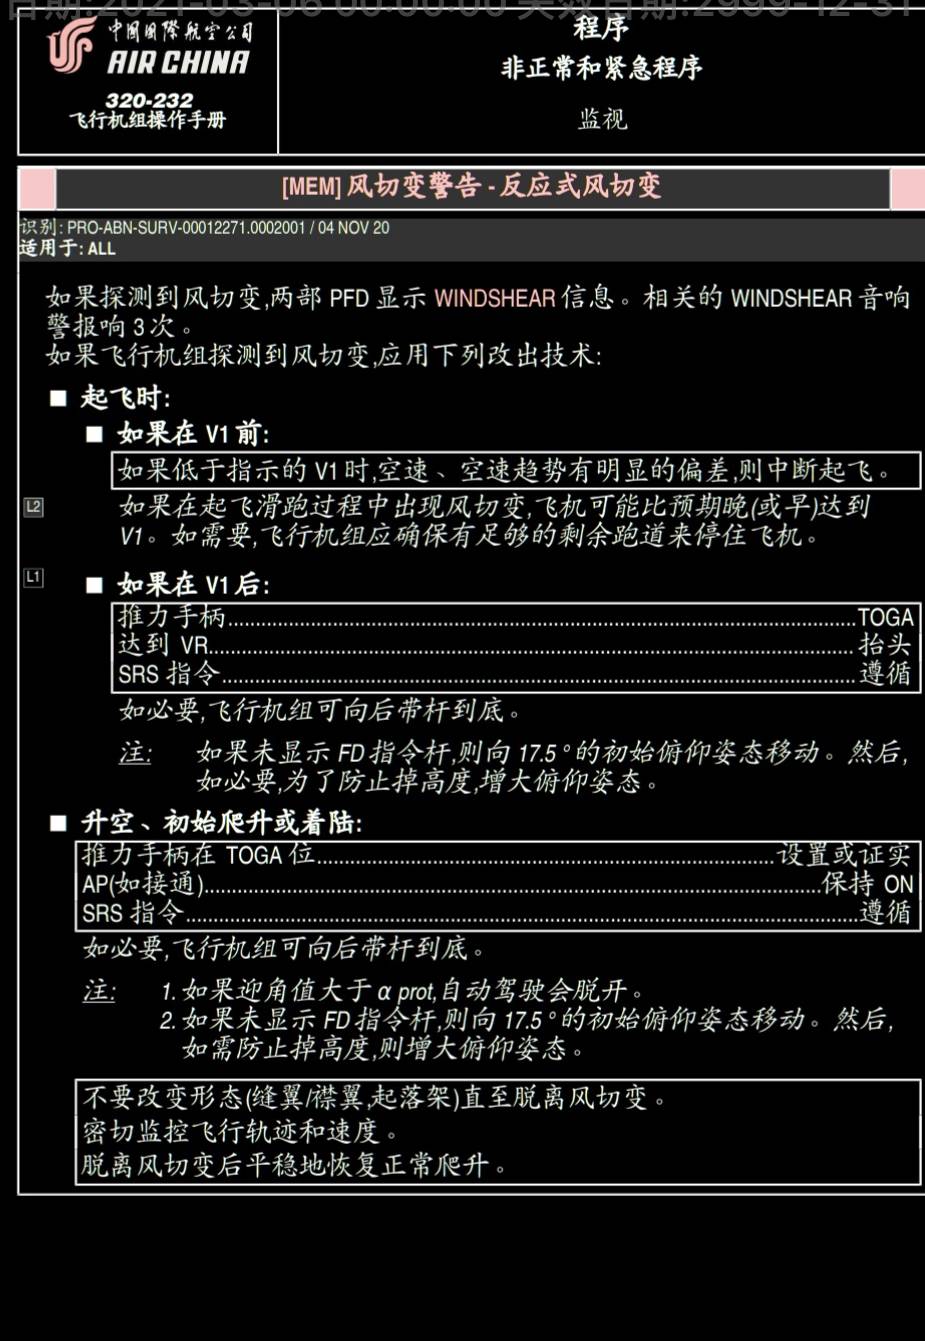 日期:2021-03-06 00:00:00 失效日期:2999-12-31
中国国际航空公司
AIR CHINA
320-232
飞行机组操作手册
程序
非正常和紧急程序
监视
[MEM] 风切变警告 - 反应式风切变
识别: PRO-ABN-SURV-00012271.0002001 / 04 NOV 20
适用于: ALL
如果探测到风切变,两部 PFD 显示 WINDSHEAR 信息。相关的 WINDSHEAR 音响
警报响 3 次。
如果飞行机组探测到风切变,应用下列改出技术:
■ 起飞时:
■ 如果在 V1 前:
如果低于指示的 V1 时,空速、空速趋势有明显的偏差,则中断起飞。
L2 如果在起飞滑跑过程中出现风切变,飞机可能比预期晚(或早)达到
V1。如需要,飞行机组应确保有足够的剩余跑道来停住飞机。
L1 ■ 如果在 V1 后:
推力手柄........................................TOGA
达到 VR........................................抬头
SRS 指令........................................遵循
如必要,飞行机组可向后带杆到底。
注: 如果未显示 FD 指令杆,则向 17.5 °的初始俯仰姿态移动。然后,
如必要,为了防止掉高度,增大俯仰姿态。
■ 升空、初始爬升或着陆:
推力手柄在 TOGA 位........................................设置或证实
AP(如接通)........................................保持 ON
SRS 指令........................................遵循
如必要,飞行机组可向后带杆到底。
注: 1. 如果迎角值大于 α prot,自动驾驶会脱开。
2. 如果未显示 FD 指令杆,则向 17.5 °的初始俯仰姿态移动。然后,
如需防止掉高度,则增大俯仰姿态。
不要改变形态(缝翼/襟翼,起落架)直至脱离风切变。
密切监控飞行轨迹和速度。
脱离风切变后平稳地恢复正常爬升。